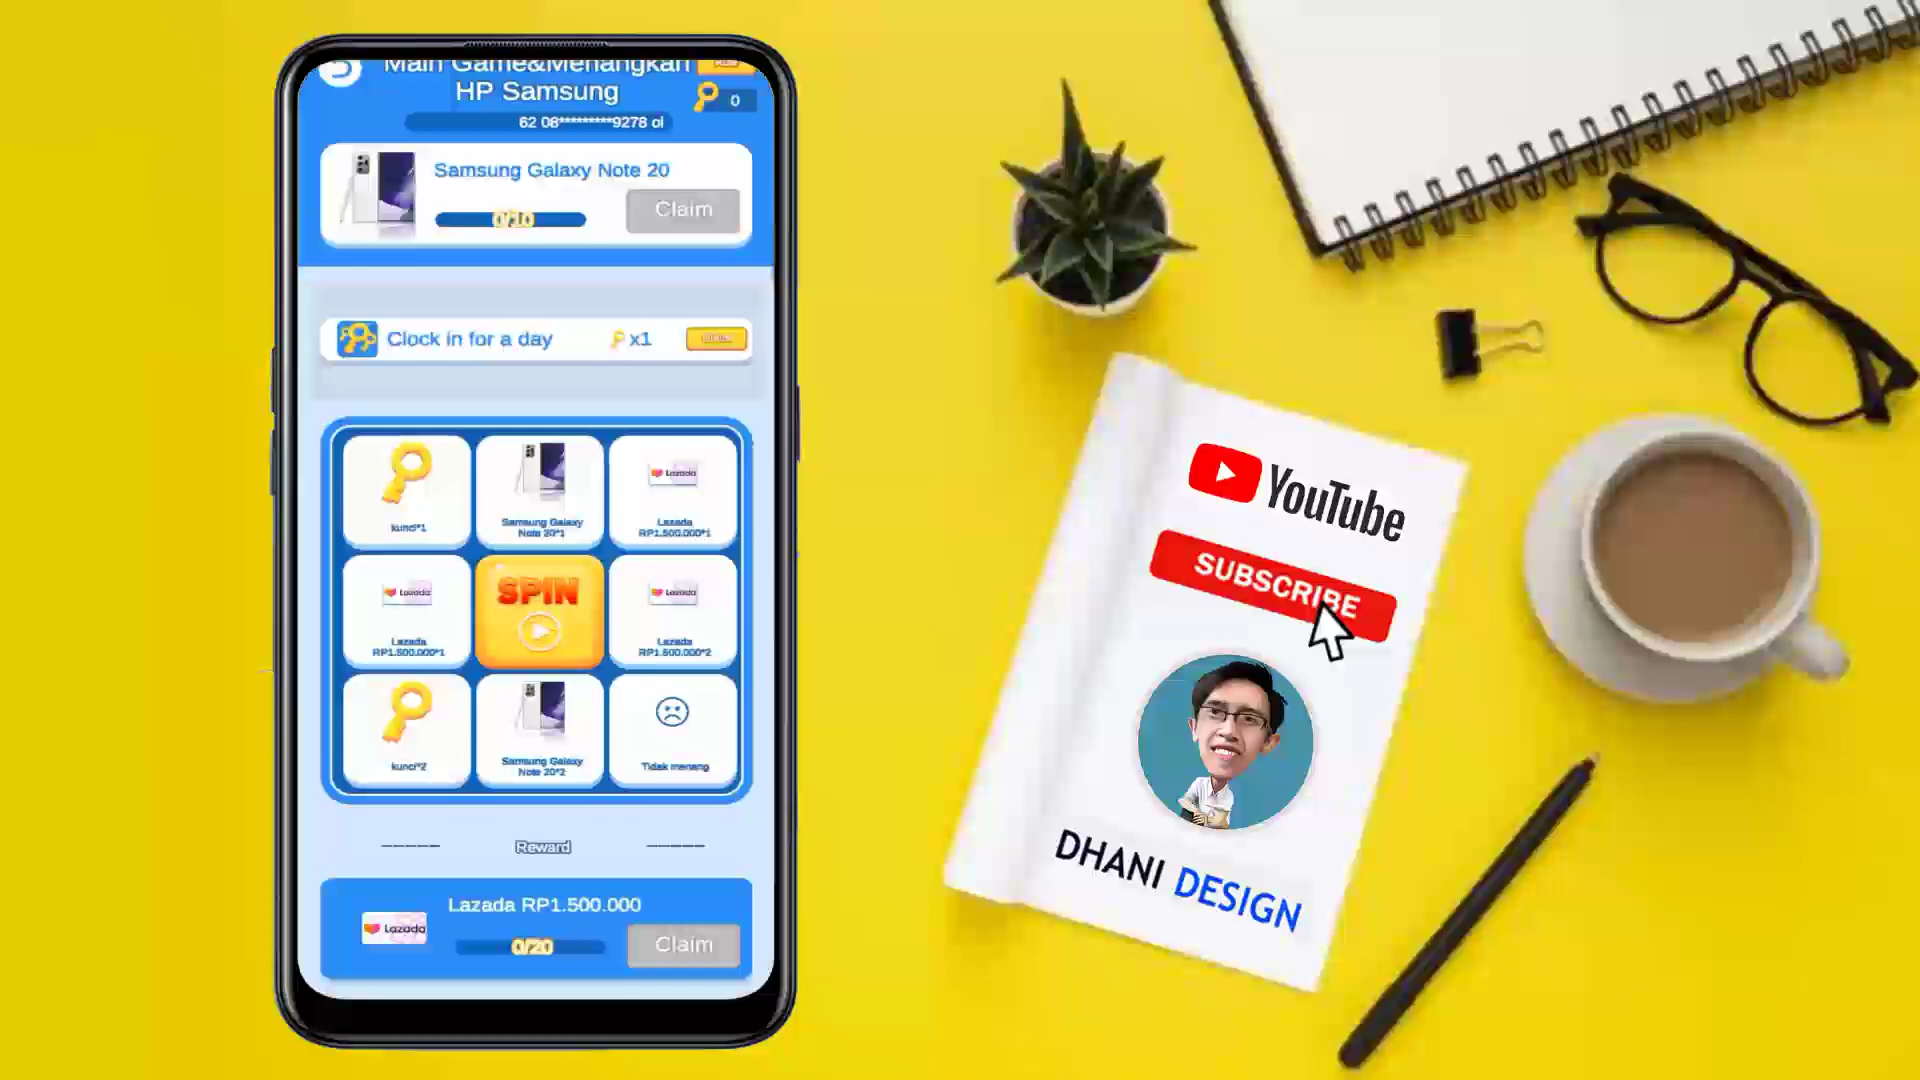 Main Game&Menangkan
HP Samsung
0
62 08*********9278 ol
Samsung Galaxy Note 20
0/10
Claim
Clock in for a day
x1
kunci*1
Samsung Galaxy
Note 20*1
Lazada
Lazada
RP1.500.000*1
Lazada
Lazada
RP1.500.000*1
SPIN
Lazada
Lazada
RP1.500.000*2
kunci*2
Samsung Galaxy
Note 20*2
Tidak menang
Reward
Lazada RP1.500.000
Lazada
0/20
Claim
YouTube
SUBSCRIBE
DHANI DESIGN